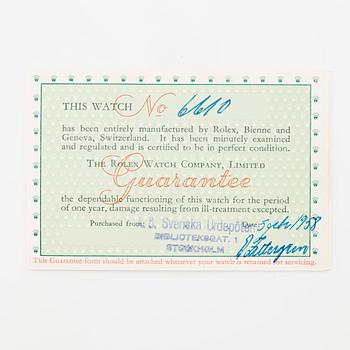 THIS WATCH No 6610
has been entirely manufactured by Rolex, Bienne and
Geneva, Switzerland. It has been minutely examined
and regulated and is certified to be in perfect condition.
THE ROLEX WATCH COMPANY, LIMITED
Guarantee
the dependable functioning of this watch for the period
of one year, damage resulting from ill-treatment excepted.
Purchased from: Svenska Urdepôten Date 1958
BIBLIOTEKSGAT. 1
STOCKHOLM
This Guarantee form should be attached whenever your watch is returned for servicing.